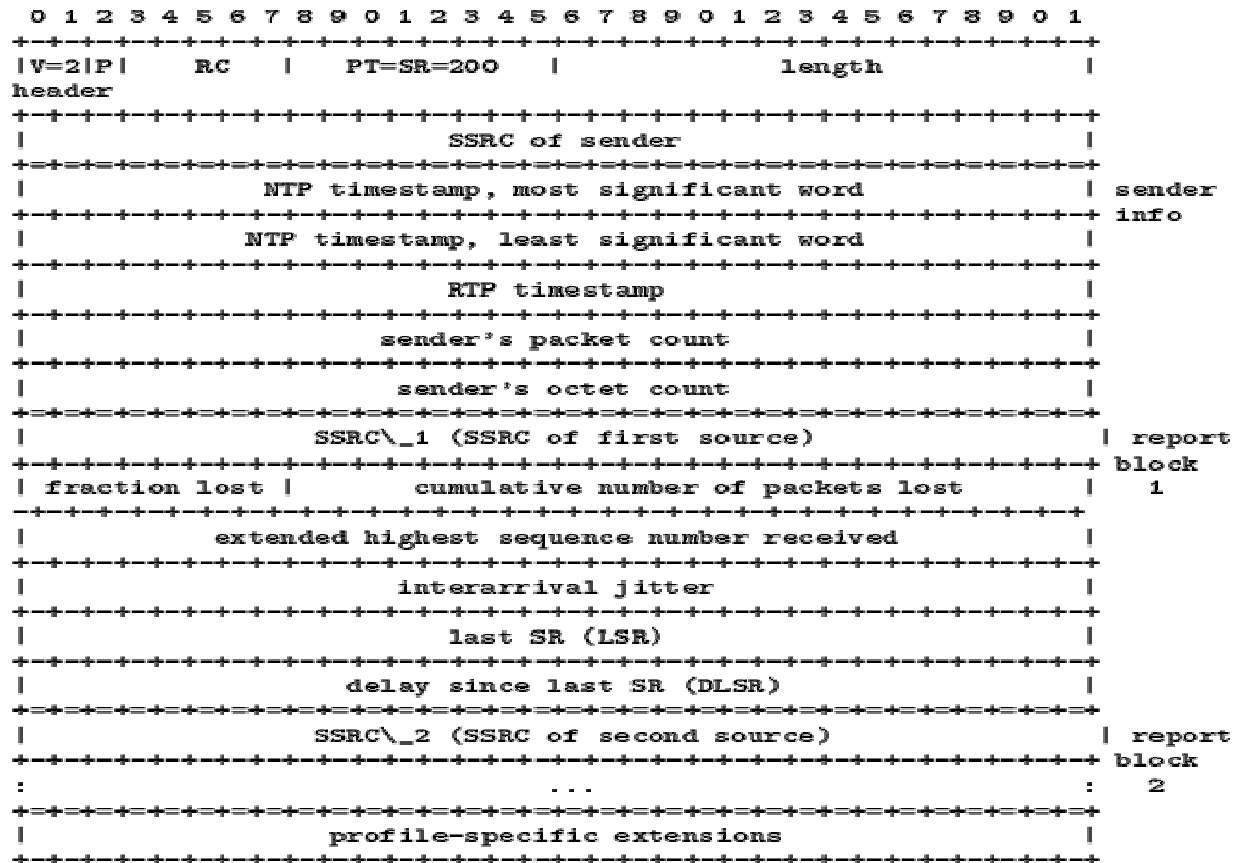 0 1 2 3 4 5 6 7 8 9 0 1 2 3 4 5 6 7 8 9 0 1 2 3 4 5 6 7 8 9 0 1
+-+-+-+-+-+-+-+-+-+-+-+-+-+-+-+-+-+-+-+-+-+-+-+-+-+-+-+-+-+-+-+-+
|V=2|P|    RC   |   PT=SR=200   |             length            |
header
+-+-+-+-+-+-+-+-+-+-+-+-+-+-+-+-+-+-+-+-+-+-+-+-+-+-+-+-+-+-+-+-+
|                         SSRC of sender                        |
+=+=+=+=+=+=+=+=+=+=+=+=+=+=+=+=+=+=+=+=+=+=+=+=+=+=+=+=+=+=+=+=+
|              NTP timestamp, most significant word             | sender
+-+-+-+-+-+-+-+-+-+-+-+-+-+-+-+-+-+-+-+-+-+-+-+-+-+-+-+-+-+-+-+-+ info
|             NTP timestamp, least significant word             |
+-+-+-+-+-+-+-+-+-+-+-+-+-+-+-+-+-+-+-+-+-+-+-+-+-+-+-+-+-+-+-+-+
|                         RTP timestamp                         |
+-+-+-+-+-+-+-+-+-+-+-+-+-+-+-+-+-+-+-+-+-+-+-+-+-+-+-+-+-+-+-+-+
|                     sender's packet count                     |
+-+-+-+-+-+-+-+-+-+-+-+-+-+-+-+-+-+-+-+-+-+-+-+-+-+-+-+-+-+-+-+-+
|                      sender's octet count                     |
+=+=+=+=+=+=+=+=+=+=+=+=+=+=+=+=+=+=+=+=+=+=+=+=+=+=+=+=+=+=+=+=+
|                 SSRC\_1 (SSRC of first source)                 | report
+-+-+-+-+-+-+-+-+-+-+-+-+-+-+-+-+-+-+-+-+-+-+-+-+-+-+-+-+-+-+-+-+ block
| fraction lost |       cumulative number of packets lost       |   1
-+-+-+-+-+-+-+-+-+-+-+-+-+-+-+-+-+-+-+-+-+-+-+-+-+-+-+-+-+-+-+-+
|           extended highest sequence number received           |
+-+-+-+-+-+-+-+-+-+-+-+-+-+-+-+-+-+-+-+-+-+-+-+-+-+-+-+-+-+-+-+-+
|                      interarrival jitter                      |
+-+-+-+-+-+-+-+-+-+-+-+-+-+-+-+-+-+-+-+-+-+-+-+-+-+-+-+-+-+-+-+-+
|                         last SR (LSR)                         |
+-+-+-+-+-+-+-+-+-+-+-+-+-+-+-+-+-+-+-+-+-+-+-+-+-+-+-+-+-+-+-+-+
|                   delay since last SR (DLSR)                  |
+=+=+=+=+=+=+=+=+=+=+=+=+=+=+=+=+=+=+=+=+=+=+=+=+=+=+=+=+=+=+=+=+
|                 SSRC\_2 (SSRC of second source)                | report
+-+-+-+-+-+-+-+-+-+-+-+-+-+-+-+-+-+-+-+-+-+-+-+-+-+-+-+-+-+-+-+-+ block
:                               ...                             :   2
+=+=+=+=+=+=+=+=+=+=+=+=+=+=+=+=+=+=+=+=+=+=+=+=+=+=+=+=+=+=+=+=+
|                  profile-specific extensions                  |
+-+-+-+-+-+-+-+-+-+-+-+-+-+-+-+-+-+-+-+-+-+-+-+-+-+-+-+-+-+-+-+-+